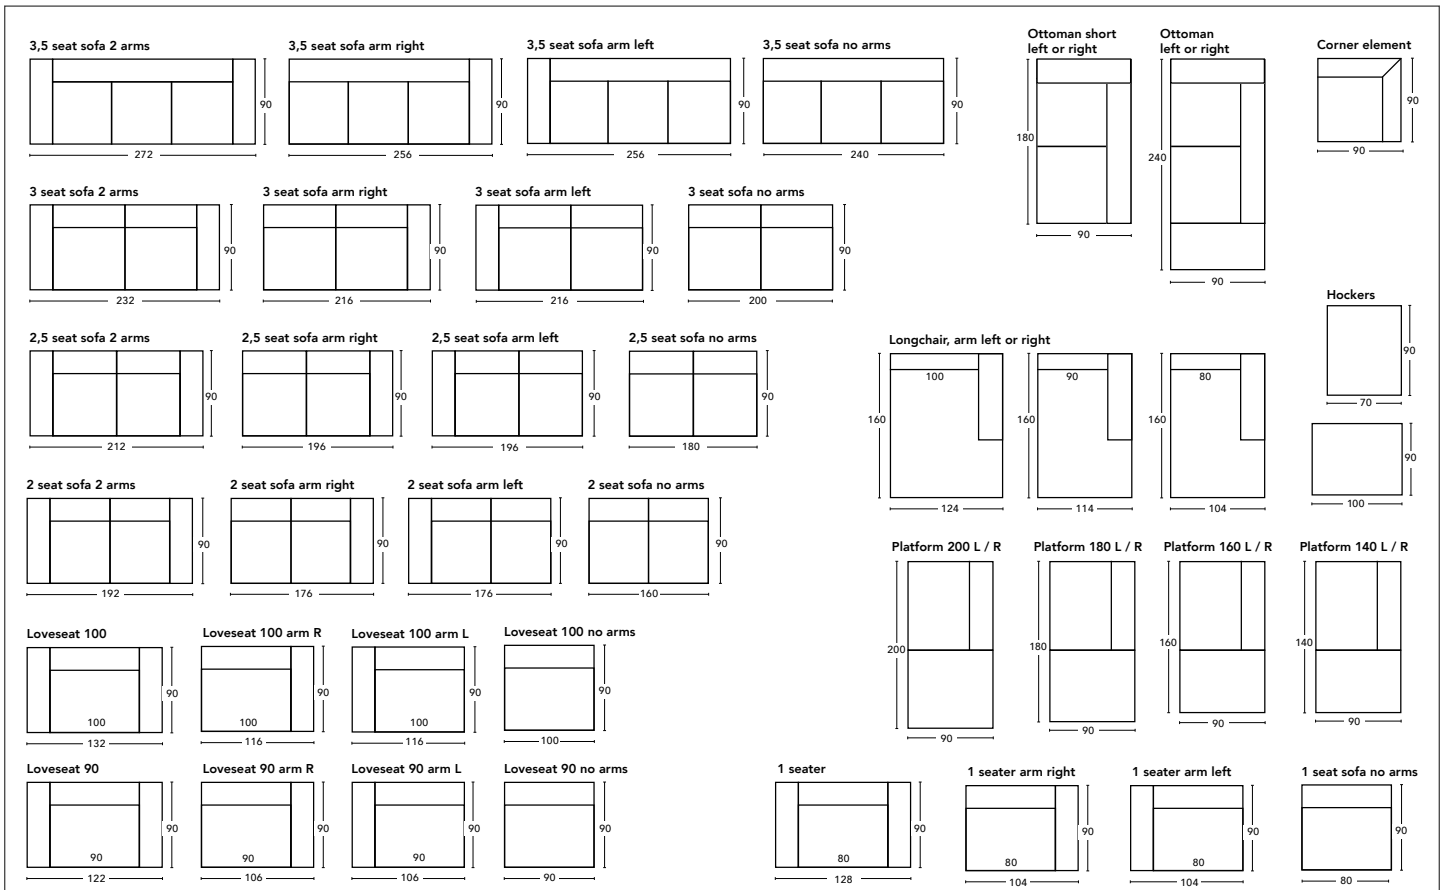 3,5 seat sofa 2 arms
90
272
3,5 seat sofa arm right
90
256
3,5 seat sofa arm left
90
256
3,5 seat sofa no arms
90
240
Ottoman short
left or right
180
90
Ottoman
left or right
240
90
Corner element
90
90
3 seat sofa 2 arms
90
232
3 seat sofa arm right
90
216
3 seat sofa arm left
90
216
3 seat sofa no arms
90
200
Hockers
90
70
90
100
2,5 seat sofa 2 arms
90
212
2,5 seat sofa arm right
90
196
2,5 seat sofa arm left
90
196
2,5 seat sofa no arms
90
180
Longchair, arm left or right
100
160
124
90
160
114
80
160
104
2 seat sofa 2 arms
90
192
2 seat sofa arm right
90
176
2 seat sofa arm left
90
176
2 seat sofa no arms
90
160
Platform 200 L / R
200
90
Platform 180 L / R
180
90
Platform 160 L / R
160
90
Platform 140 L / R
140
90
Loveseat 100
90
100
132
Loveseat 100 arm R
90
100
116
Loveseat 100 arm L
90
100
116
Loveseat 100 no arms
90
100
Loveseat 90
90
90
122
Loveseat 90 arm R
90
90
106
Loveseat 90 arm L
90
90
106
Loveseat 90 no arms
90
90
1 seater
90
80
128
1 seater arm right
90
80
104
1 seater arm left
90
80
104
1 seat sofa no arms
90
80